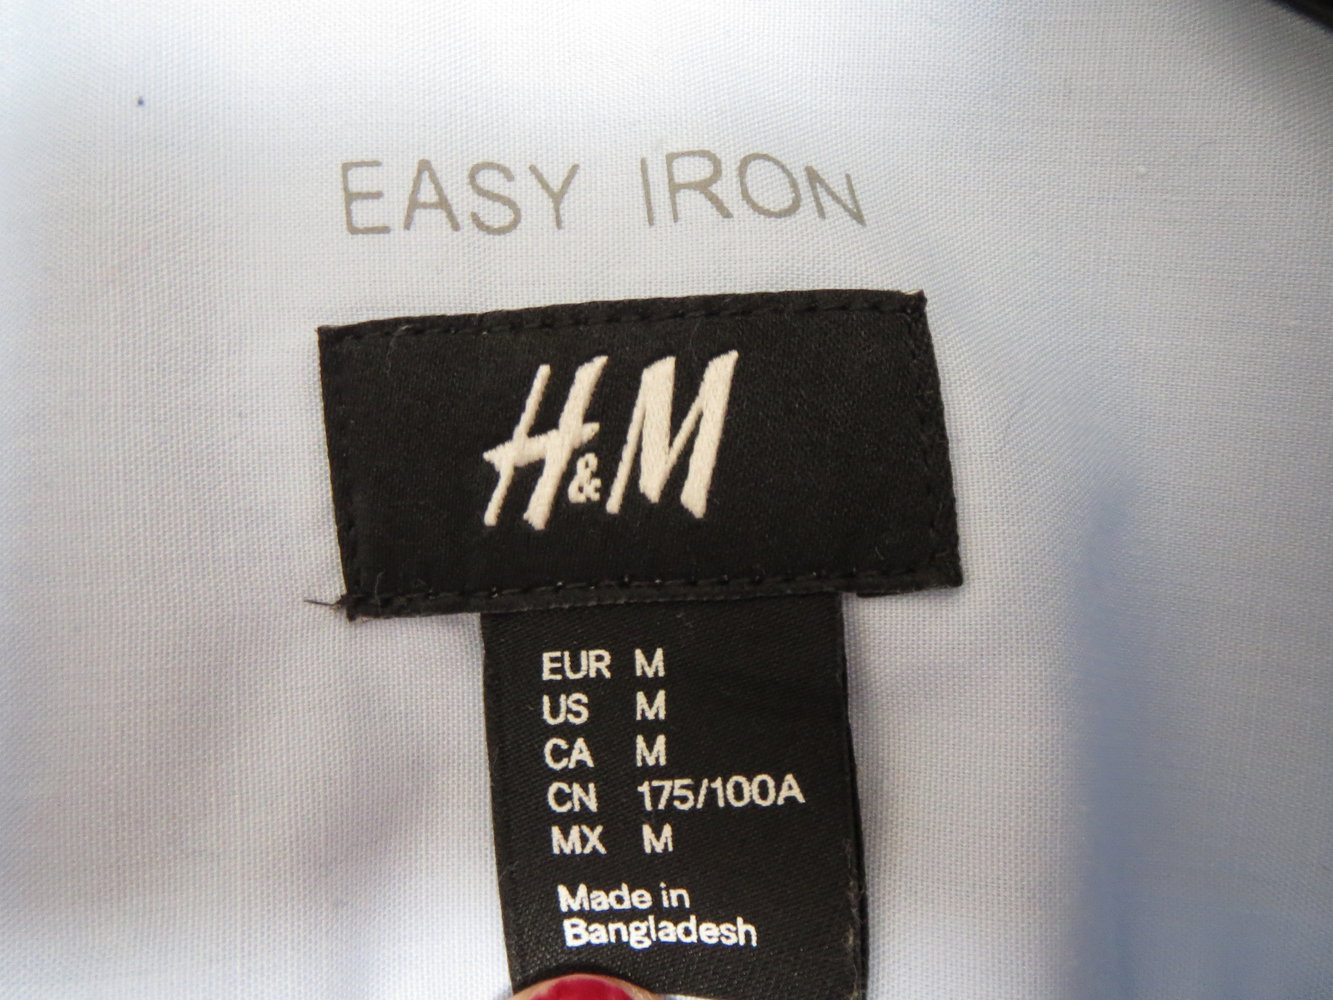 EASY IRON
H&M
EUR M
US M
CA M
CN 175/100A
MX M
Made in
Bangladesh